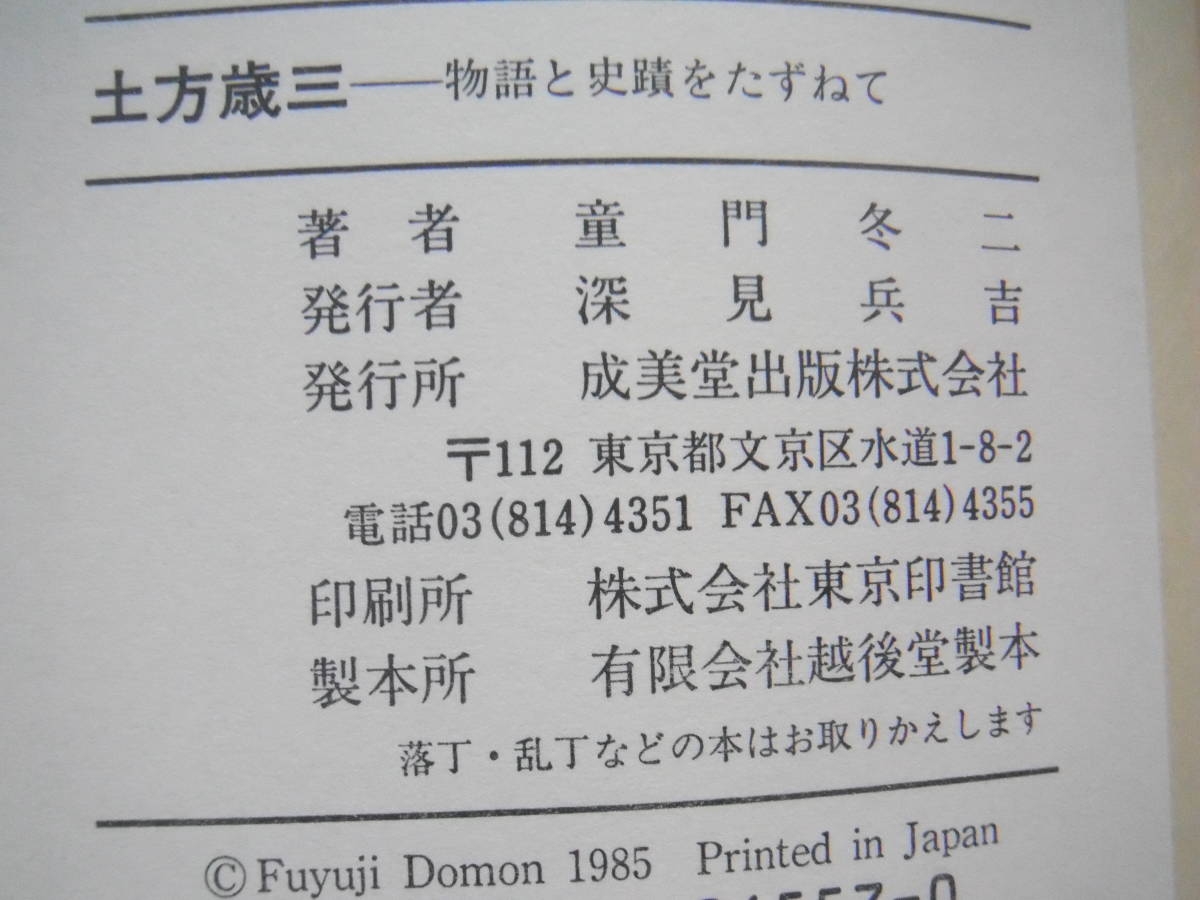 土方歳三――物語と史蹟をたずねて
著者 童門冬二
発行者 深見兵吉
発行所 成美堂出版株式会社
〒112 東京都文京区水道1-8-2
電話03(814)4351 FAX03(814)4355
印刷所 株式会社東京印書館
製本所 有限会社越後堂製本
落丁・乱丁などの本はお取りかえします
©Fuyuji Domon 1985 Printed in Japan